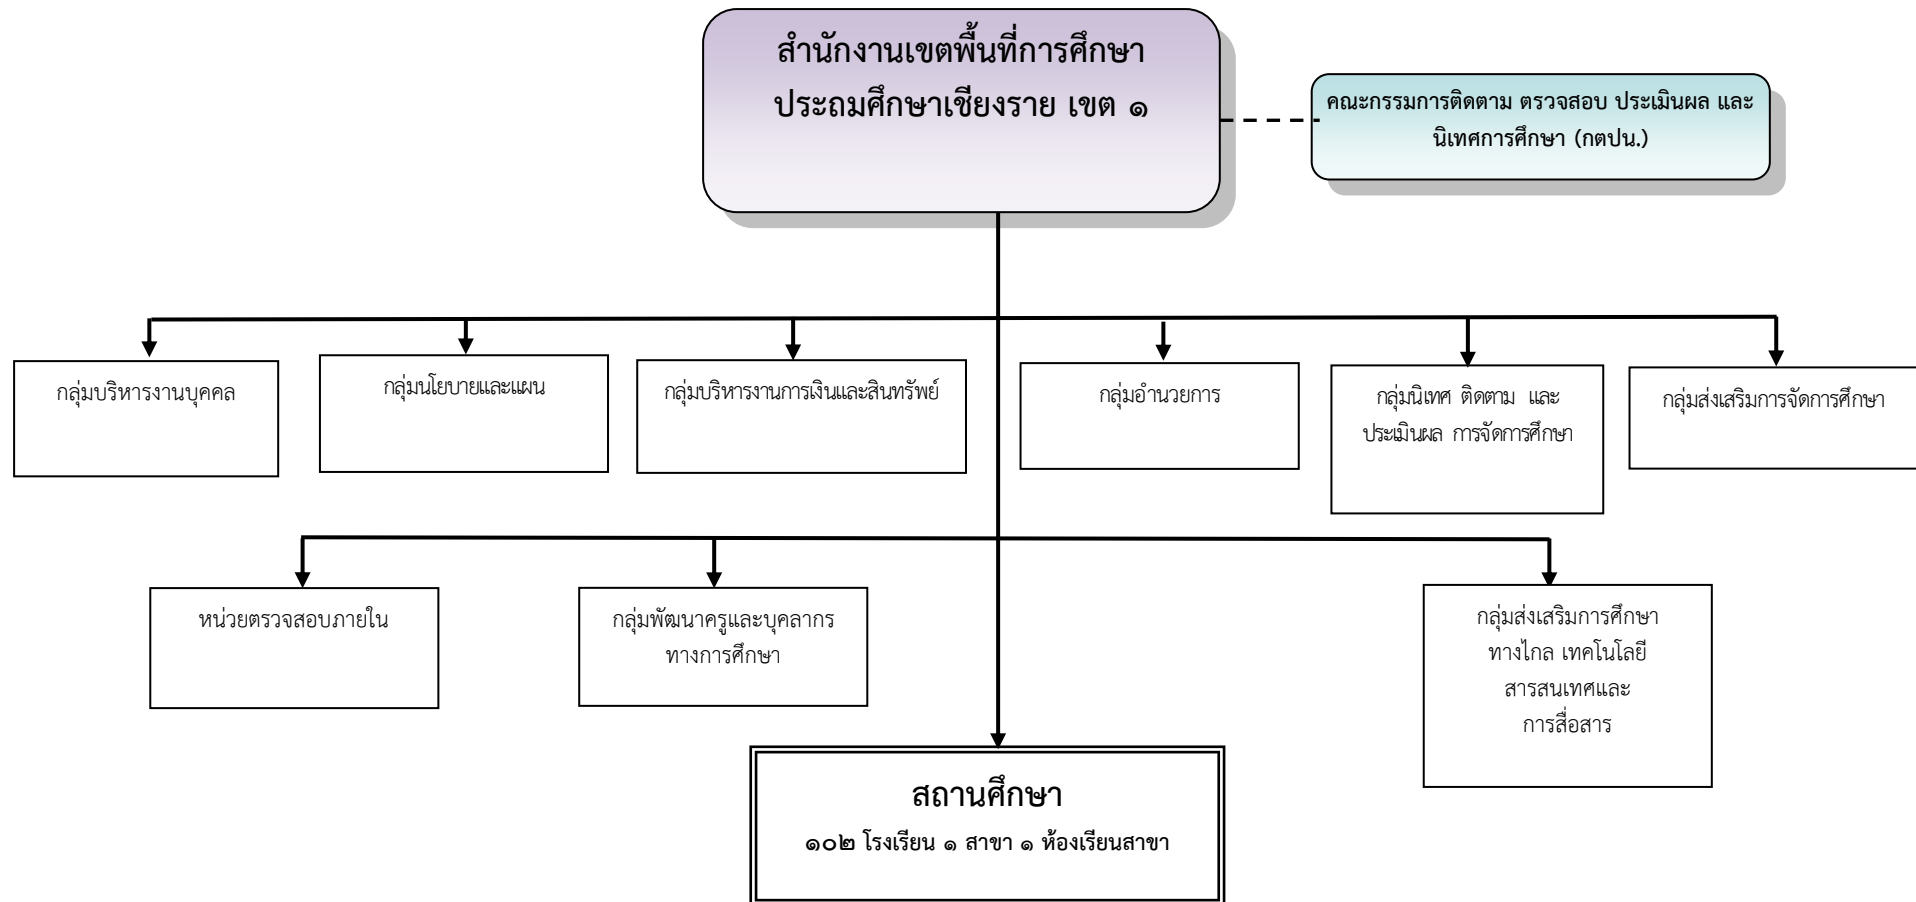 สำนักงานเขตพื้นที่การศึกษา
ประถมศึกษาเชียงราย เขต ๑
คณะกรรมการติดตาม ตรวจสอบ ประเมินผล และ
นิเทศการศึกษา (กตปน.)
กลุ่มบริหารงานบุคคล
กลุ่มนโยบายและแผน
กลุ่มบริหารงานการเงินและสินทรัพย์
กลุ่มอำนวยการ
กลุ่มนิเทศ ติดตาม และ
ประเมินผล การจัดการศึกษา
กลุ่มส่งเสริมการจัดการศึกษา
หน่วยตรวจสอบภายใน
กลุ่มพัฒนาครูและบุคลากร
ทางการศึกษา
กลุ่มส่งเสริมการศึกษา
ทางไกล เทคโนโลยี
สารสนเทศและ
การสื่อสาร
สถานศึกษา
๑๐๒ โรงเรียน ๑ สาขา ๑ ห้องเรียนสาขา